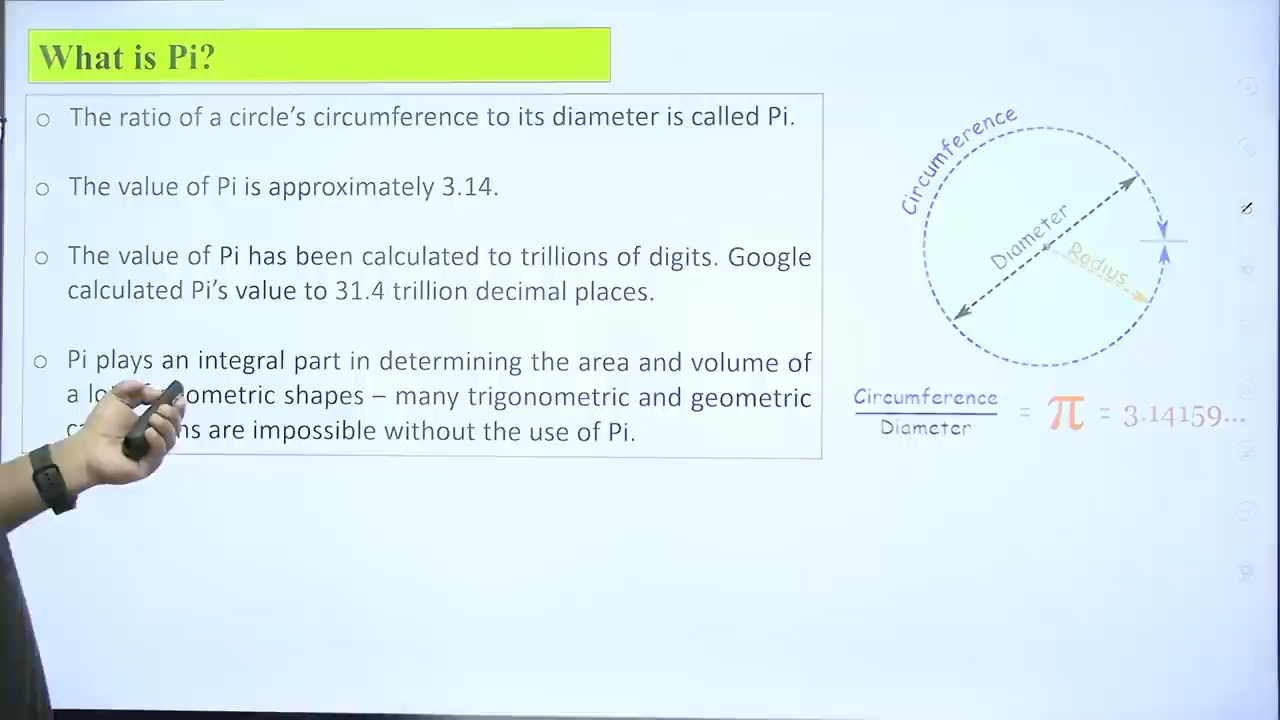 What is Pi?
The ratio of a circle's circumference to its diameter is called Pi.
The value of Pi is approximately 3.14.
The value of Pi has been calculated to trillions of digits. Google
calculated Pi's value to 31.4 trillion decimal places.
Pi plays an integral part in determining the area and volume of
a shapes – many trigonometric and geometric
are impossible without the use of Pi.
Circumference
Diameter
Radius
Circumference
Diameter
= π = 3.14159...